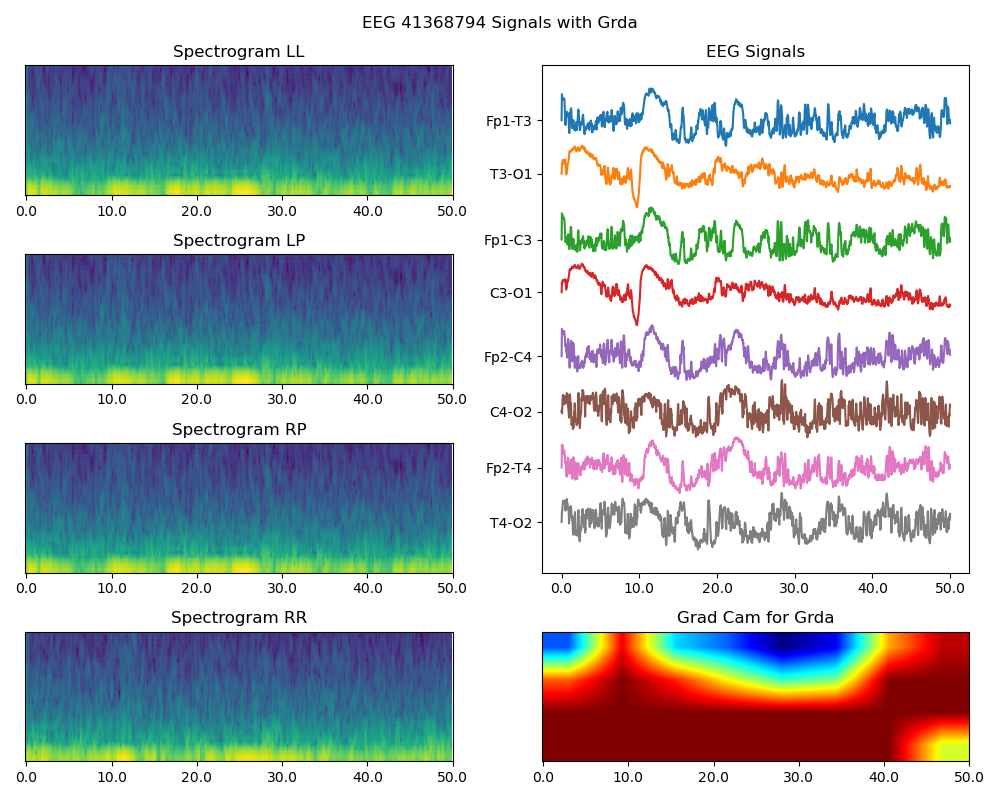 EEG 41368794 Signals with Grda
Spectrogram LL
0.0 10.0 20.0 30.0 40.0 50.0
Spectrogram LP
0.0 10.0 20.0 30.0 40.0 50.0
Spectrogram RP
0.0 10.0 20.0 30.0 40.0 50.0
Spectrogram RR
0.0 10.0 20.0 30.0 40.0 50.0
EEG Signals
Fp1-T3
T3-O1
Fp1-C3
C3-O1
Fp2-C4
C4-O2
Fp2-T4
T4-O2
0.0 10.0 20.0 30.0 40.0 50.0
Grad Cam for Grda
0.0 10.0 20.0 30.0 40.0 50.0